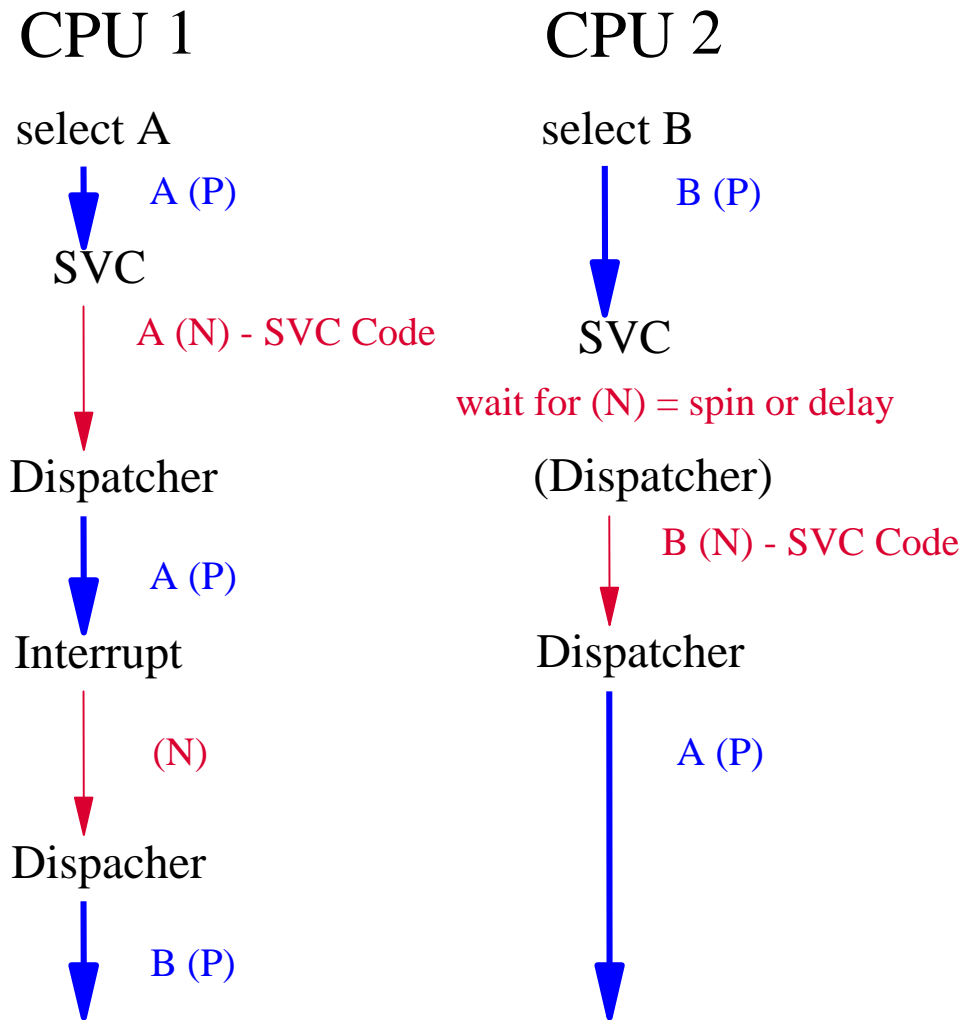 CPU 1
select A
A (P)
SVC
A (N) - SVC Code
Dispatcher
A (P)
Interrupt
(N)
Dispacher
B (P)
CPU 2
select B
B (P)
SVC
wait for (N) = spin or delay
(Dispatcher)
B (N) - SVC Code
Dispatcher
A (P)